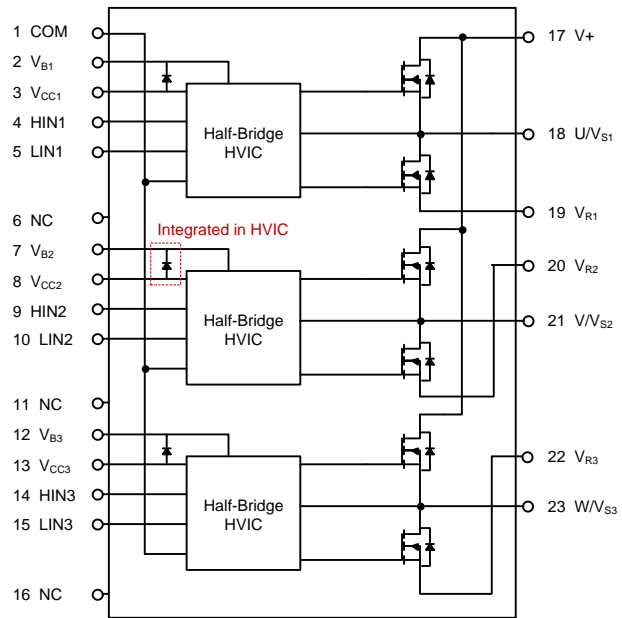 1 COM
2 VB1
3 VCC1
4 HIN1
5 LIN1
6 NC
7 VB2
8 VCC2
9 HIN2
10 LIN2
11 NC
12 VB3
13 VCC3
14 HIN3
15 LIN3
16 NC
Half-Bridge
HVIC
Integrated in HVIC
Half-Bridge
HVIC
Half-Bridge
HVIC
17 V+
18 U/VS1
19 VR1
20 VR2
21 V/VS2
22 VR3
23 W/VS3